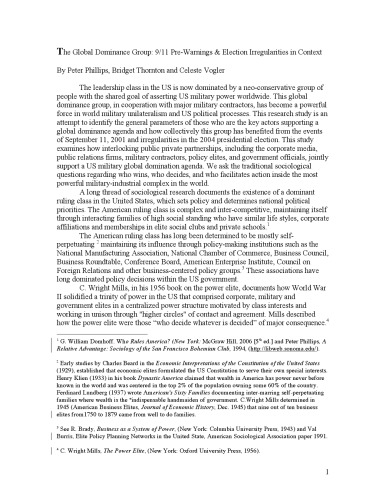 The Global Dominance Group: 9/11 Pre-Warnings & Election Irregularities in Context
By Peter Phillips, Bridget Thornton and Celeste Vogler
The leadership class in the US is now dominated by a neo-conservative group of
people with the shared goal of asserting US military power worldwide. This global
dominance group, in cooperation with major military contractors, has become a powerful
force in world military unilateralism and US political processes. This research study is an
attempt to identify the general parameters of those who are the key actors supporting a
global dominance agenda and how collectively this group has benefited from the events
of September 11, 2001 and irregularities in the 2004 presidential election. This study
examines how interlocking public private partnerships, including the corporate media,
public relations firms, military contractors, policy elites, and government officials, jointly
support a US military global domination agenda. We ask the traditional sociological
questions regarding who wins, who decides, and who facilitates action inside the most
powerful military-industrial complex in the world.
A long thread of sociological research documents the existence of a dominant
ruling class in the United States, which sets policy and determines national political
priorities. The American ruling class is complex and inter-competitive, maintaining itself
through interacting families of high social standing who have similar life styles, corporate
affiliations and memberships in elite social clubs and private schools.1
The American ruling class has long been determined to be mostly self-
perpetuating 2 maintaining its influence through policy-making institutions such as the
National Manufacturing Association, National Chamber of Commerce, Business Council,
Business Roundtable, Conference Board, American Enterprise Institute, Council on
Foreign Relations and other business-centered policy groups.3 These associations have
long dominated policy decisions within the US government.
C. Wright Mills, in his 1956 book on the power elite, documents how World War
II solidified a trinity of power in the US that comprised corporate, military and
government elites in a centralized power structure motivated by class interests and
working in unison through "higher circles" of contact and agreement. Mills described
how the power elite were those “who decide whatever is decided” of major consequence.4
1 G. William Domhoff, Who Rules America? (New York: McGraw Hill, 2006 [5th ed.] and Peter Phillips, A
Relative Advantage: Sociology of the San Francisco Bohemian Club, 1994, (http://libweb.sonoma.edu/).
2 Early studies by Charles Beard in the Economic Interpretations of the Constitution of the United States
(1929), established that economic elites formulated the US Constitution to serve their own special interests.
Henry Klien (1933) in his book Dynastic America claimed that wealth in America has power never before
known in the world and was centered in the top 2% of the population owning some 60% of the country.
Ferdinand Lundberg (1937) wrote American's Sixty Families documenting inter-marring self-perpetuating
families where wealth is the "indispensable handmaiden of government. C.Wright Mills determined in
1945 (American Business Elites, Journal of Economic History, Dec. 1945) that nine out of ten business
elites from1750 to 1879 came from well to do families.
3 See R. Brady, Business as a System of Power, (New York: Columbia University Press, 1943) and Val
Burris, Elite Policy Planning Networks in the United State, American Sociological Association paper 1991.
4 C. Wright Mills, The Power Elite, (New York: Oxford University Press, 1956).
1